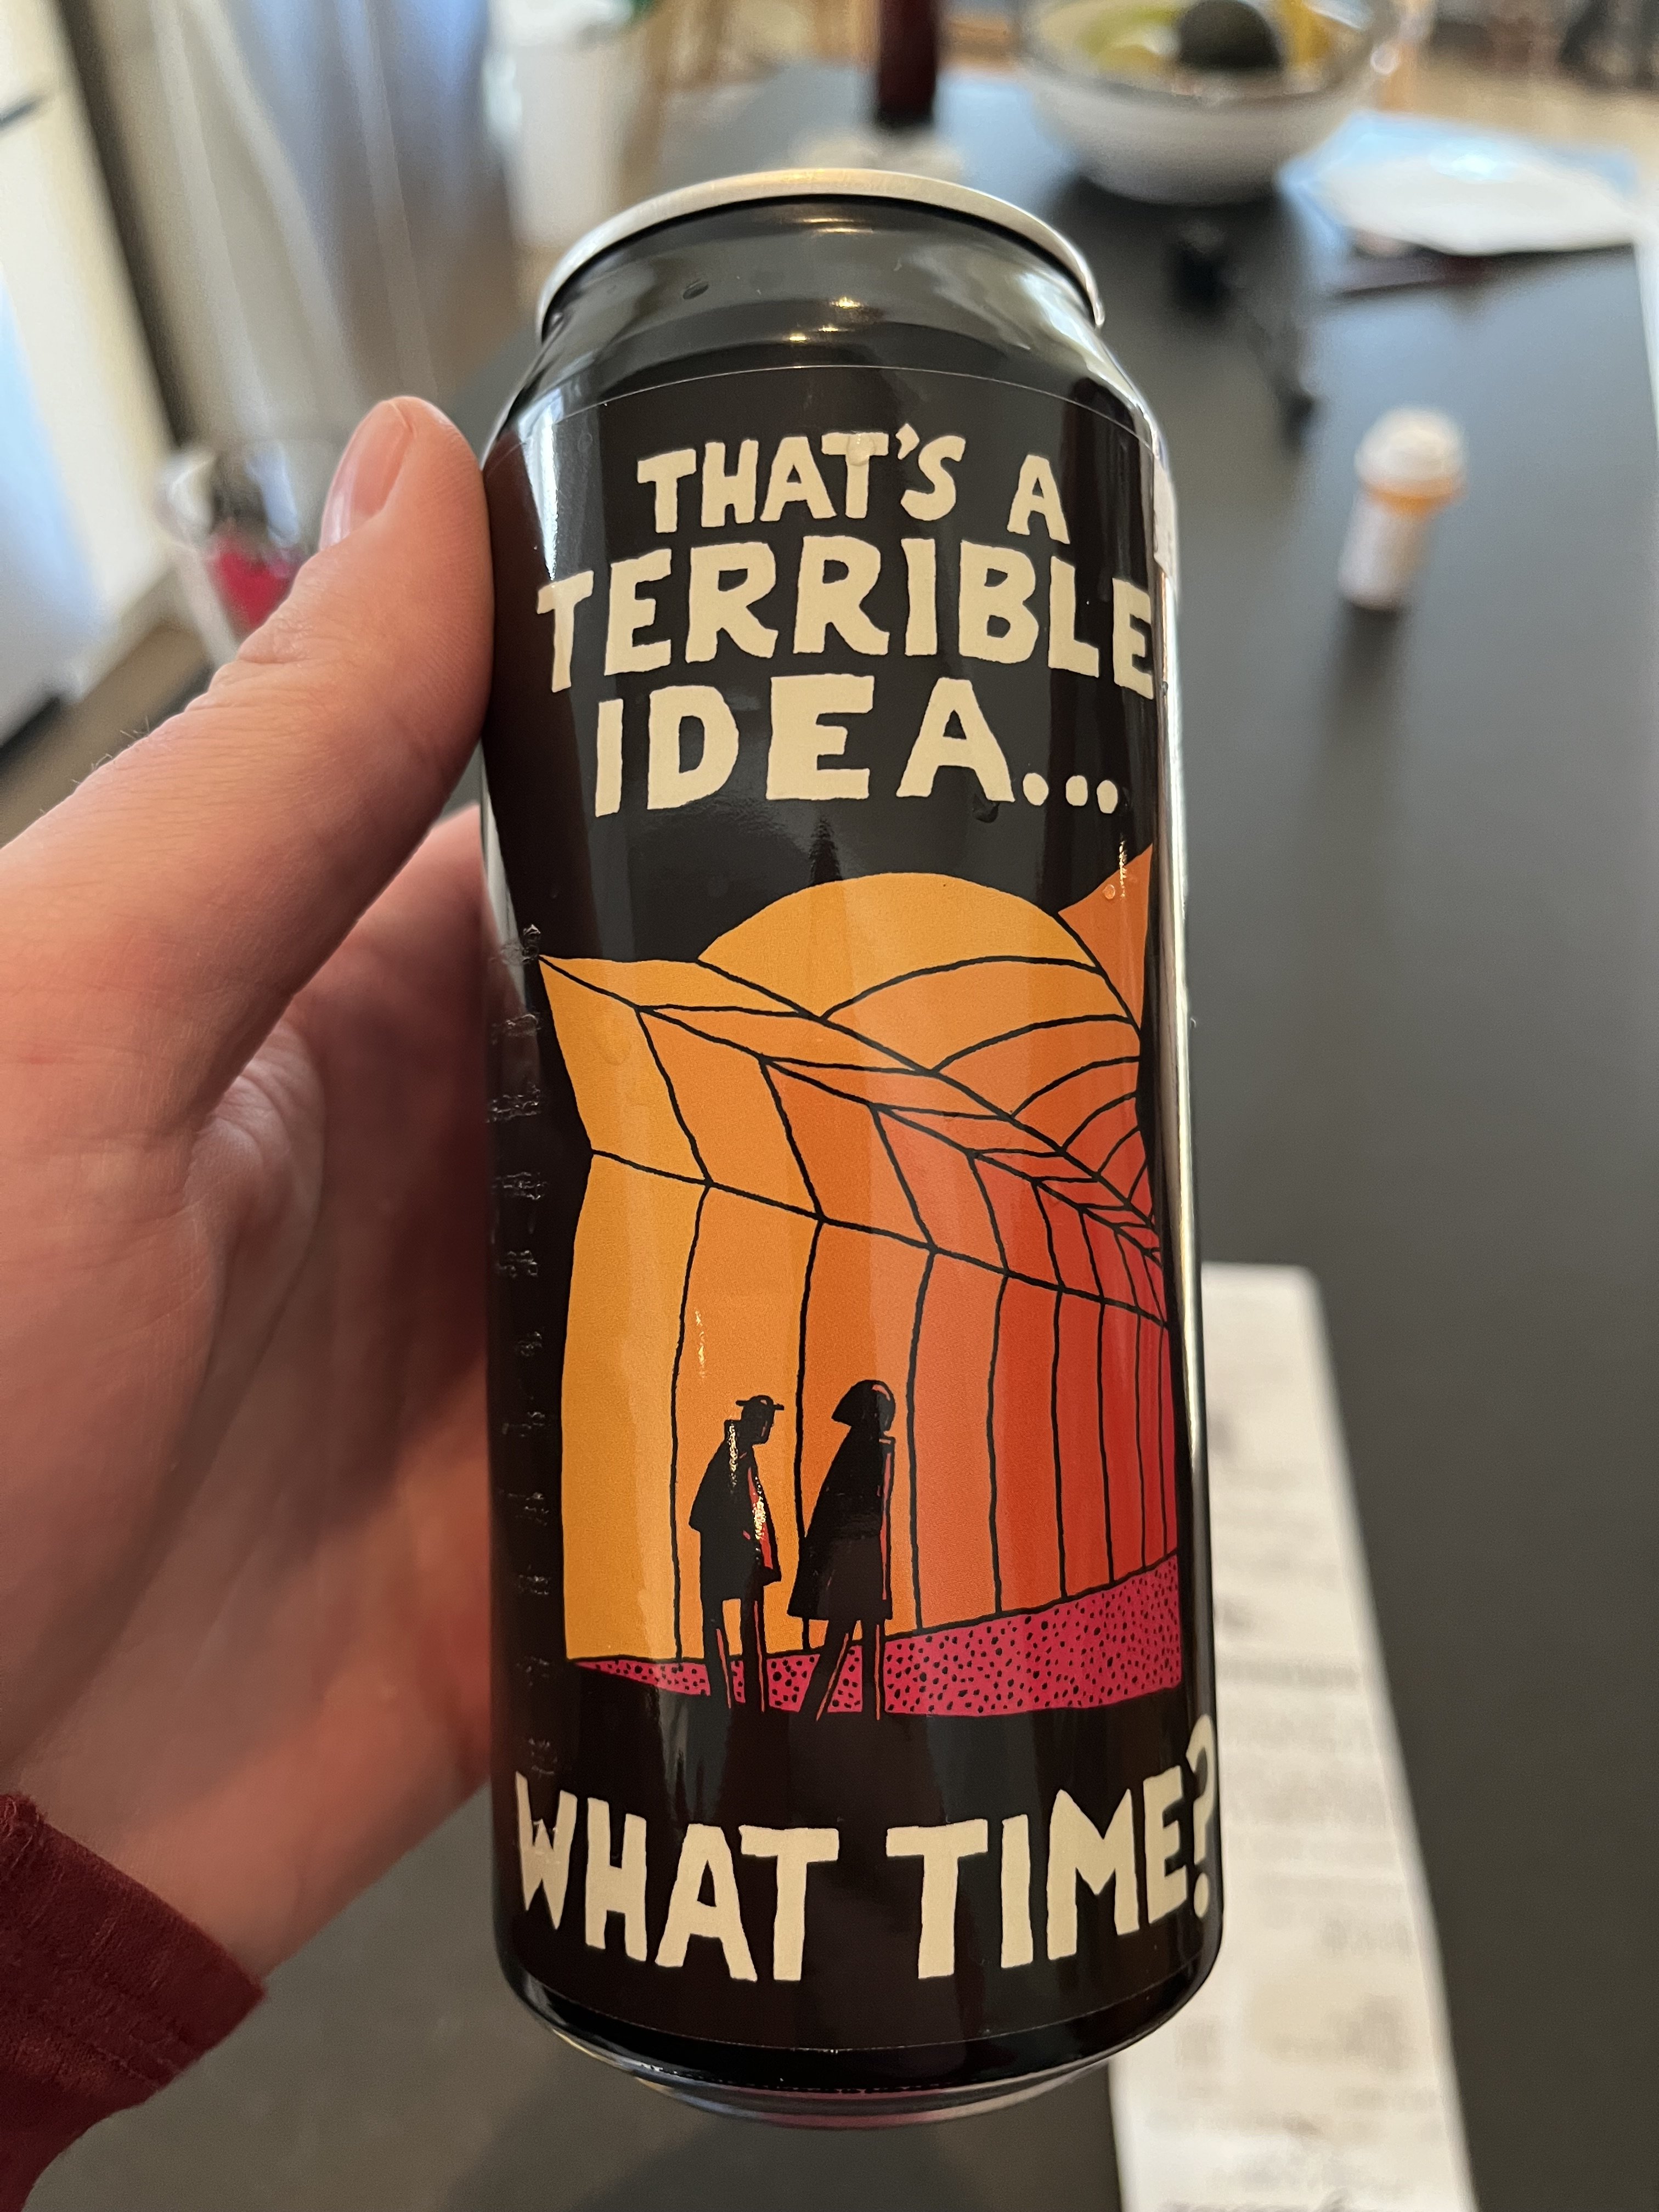 THAT'S A
TERRIBLE
IDEA...
WHAT TIME?